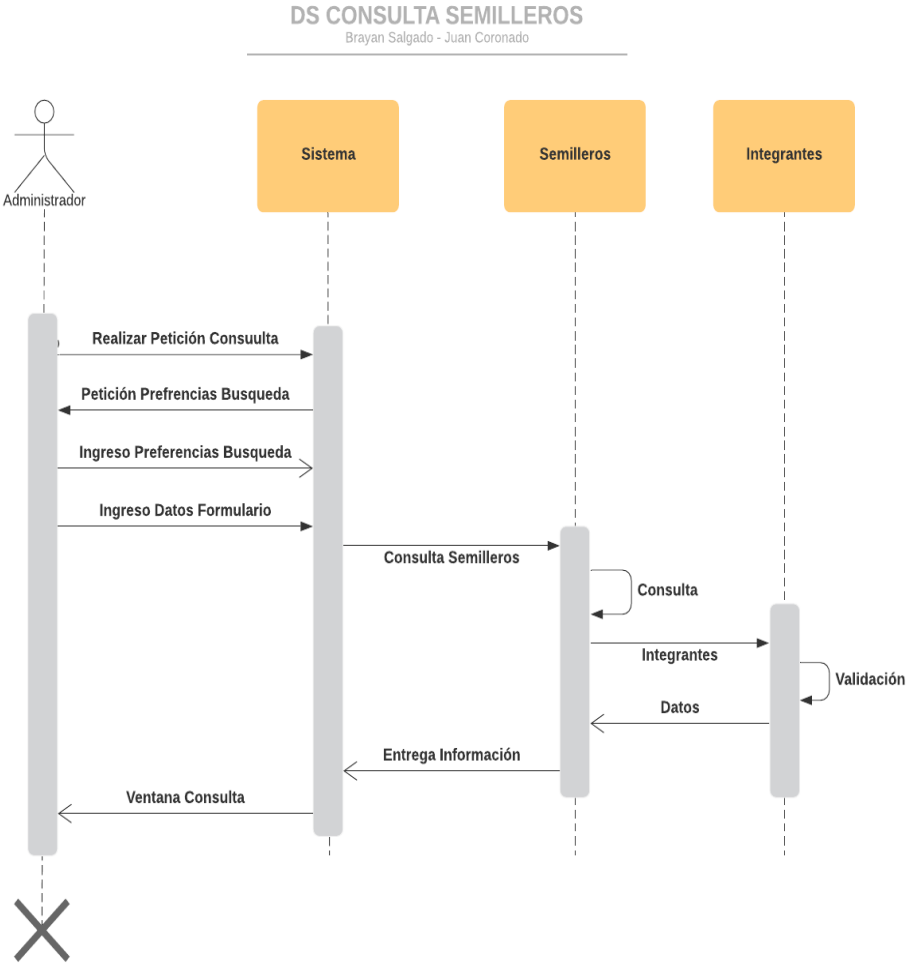 DS CONSULTA SEMILLEROS
Brayan Salgado - Juan Coronado
Administrador
Sistema
Semilleros
Integrantes
Realizar Petición Consuulta
Petición Prefrencias Busqueda
Ingreso Preferencias Busqueda
Ingreso Datos Formulario
Consulta Semilleros
Consulta
Integrantes
Validación
Datos
Entrega Información
Ventana Consulta